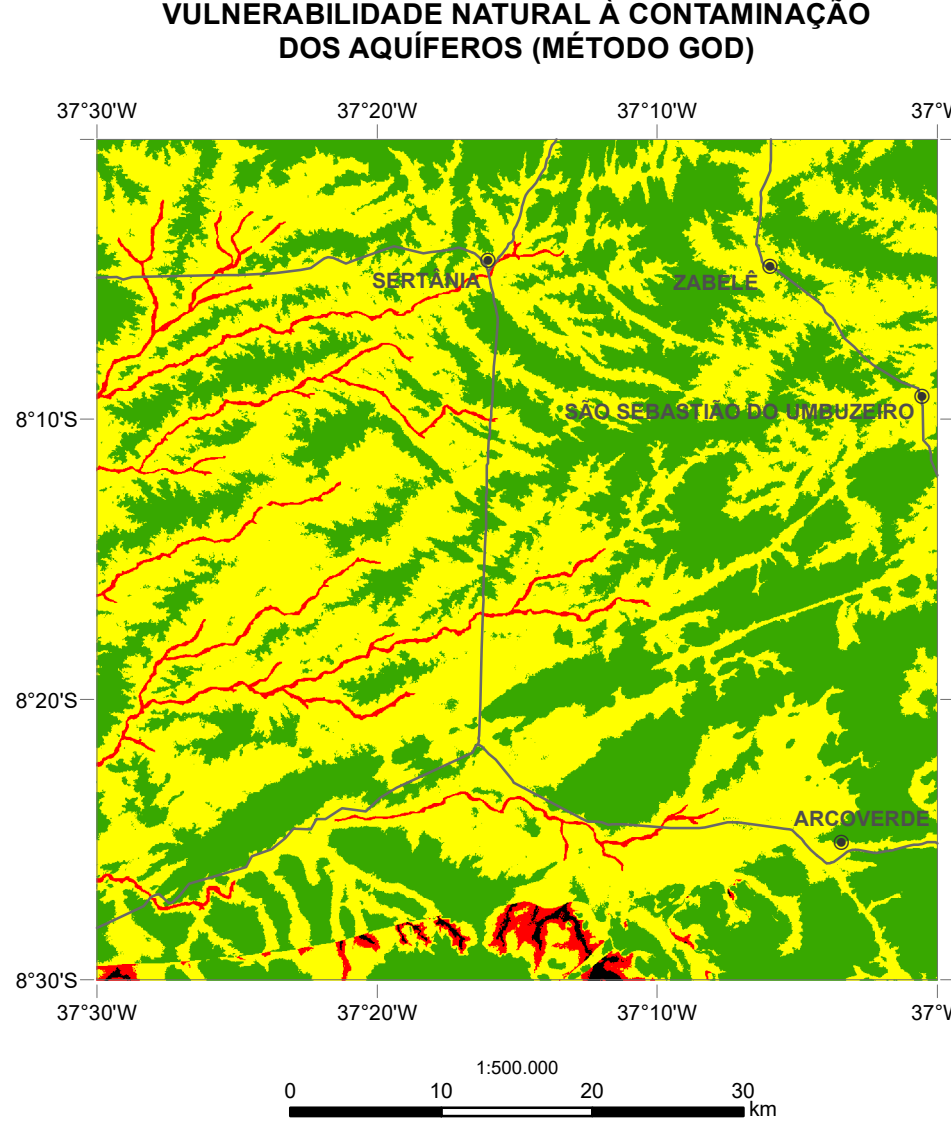 VULNERABILIDADE NATURAL À CONTAMINAÇÃO
DOS AQUÍFEROS (MÉTODO GOD)
37°30'W 37°20'W 37°10'W 37°W
SERTÂNIA
ZABELÊ
8°10'S
SÃO SEBASTIÃO DO UMBUZEIRO
8°20'S
ARCOVERDE
8°30'S
37°30'W 37°20'W 37°10'W 37°W
1:500.000
0 10 20 30
km